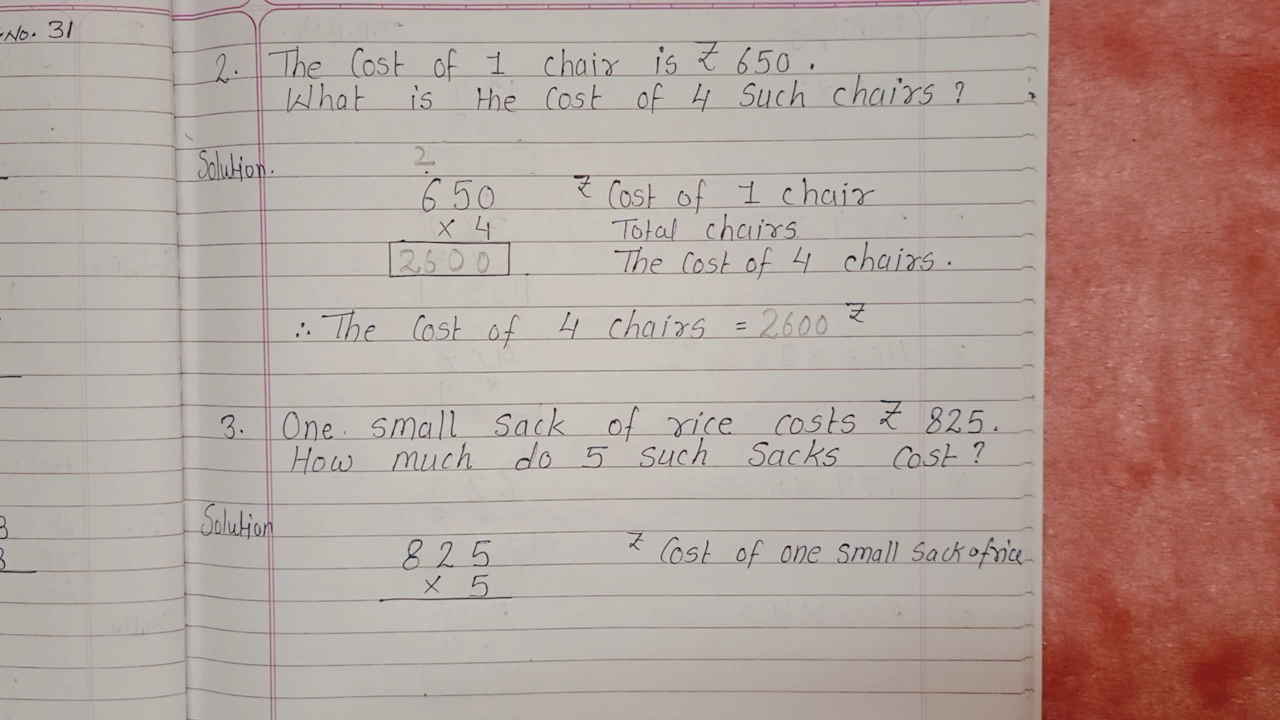 No. 31
2. The Cost of 1 chair is ₹ 650.
What is the cost of 4 such chairs?
Solution.
2
650 ₹ Cost of 1 chair
× 4 Total chairs
2600 The cost of 4 chairs.
∴ The Cost of 4 chairs = 2600 ₹
3. One small sack of rice costs ₹ 825.
How much do 5 such sacks cost?
Solution
3
3
825 ₹ Cost of one small sack of rice
× 5